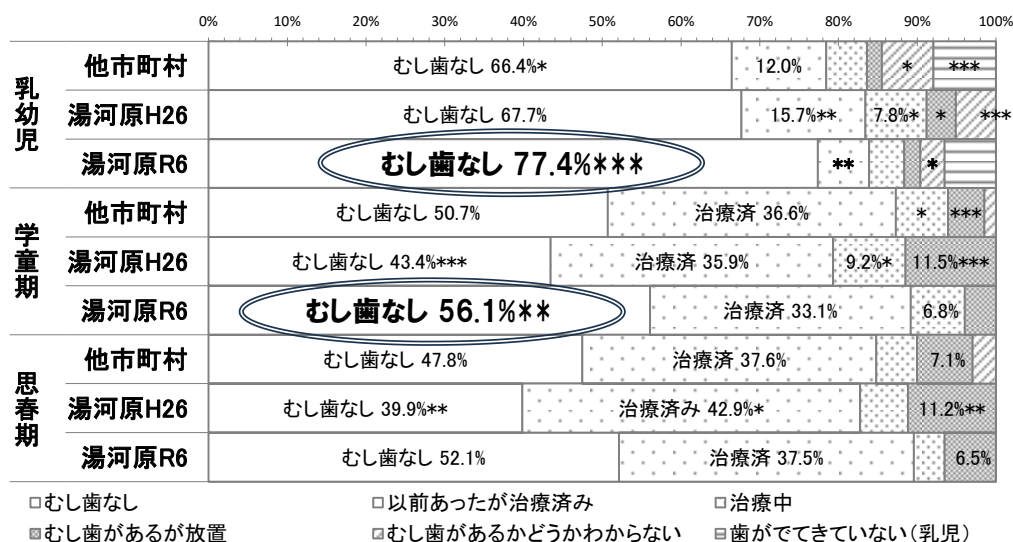 0% 10% 20% 30% 40% 50% 60% 70% 80% 90% 100%
乳幼児
他市町村 むし歯なし 66.4%* 12.0% * ***
湯河原H26 むし歯なし 67.7% 15.7%** 7.8%* * ***
湯河原R6 むし歯なし 77.4%*** ** *
学童期
他市町村 むし歯なし 50.7% 治療済 36.6% * ***
湯河原H26 むし歯なし 43.4%*** 治療済 35.9% 9.2%* 11.5%***
湯河原R6 むし歯なし 56.1%** 治療済 33.1% 6.8%
思春期
他市町村 むし歯なし 47.8% 治療済 37.6% 7.1%
湯河原H26 むし歯なし 39.9%** 治療済み 42.9%* 11.2%**
湯河原R6 むし歯なし 52.1% 治療済 37.5% 6.5%
むし歯なし 以前あったが治療済み 治療中
むし歯があるが放置 むし歯があるかどうかわからない 歯がでてきていない(乳児)